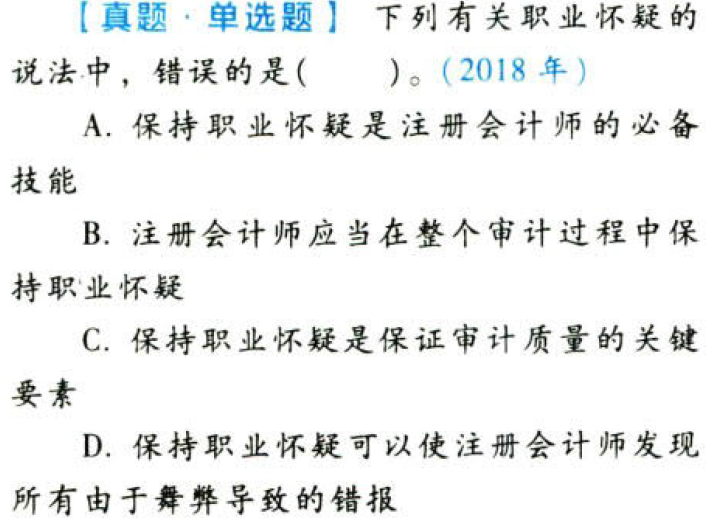 【真题·单选题】 下列有关职业怀疑的
说法中，错误的是(　　)。(2018 年)
A. 保持职业怀疑是注册会计师的必备
技能
B. 注册会计师应当在整个审计过程中保
持职业怀疑
C. 保持职业怀疑是保证审计质量的关键
要素
D. 保持职业怀疑可以使注册会计师发现
所有由于舞弊导致的错报